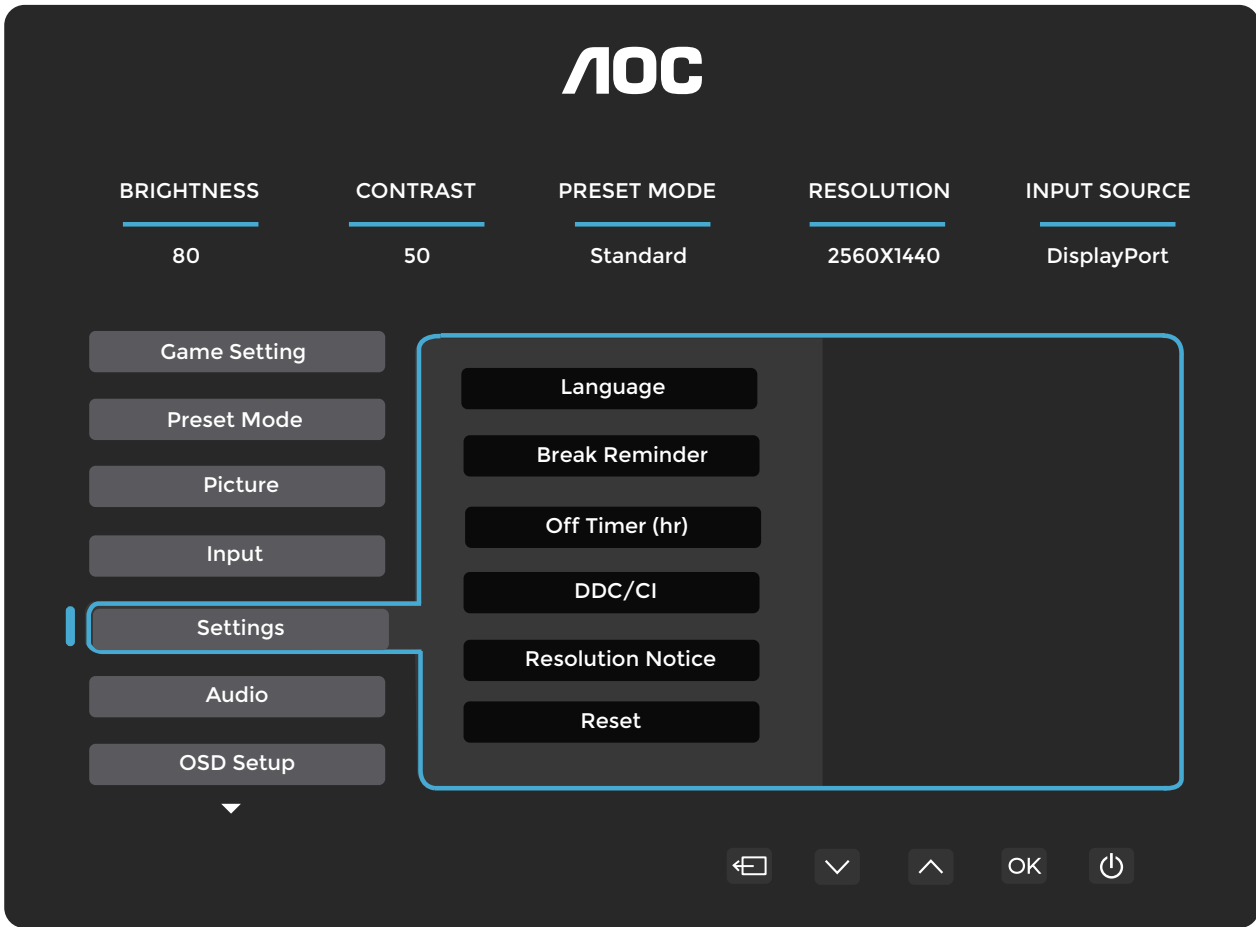 AOC
BRIGHTNESS CONTRAST PRESET MODE RESOLUTION INPUT SOURCE
80 50 Standard 2560X1440 DisplayPort
Game Setting
Preset Mode
Picture
Input
Settings
Audio
OSD Setup
Language
Break Reminder
Off Timer (hr)
DDC/CI
Resolution Notice
Reset
OK